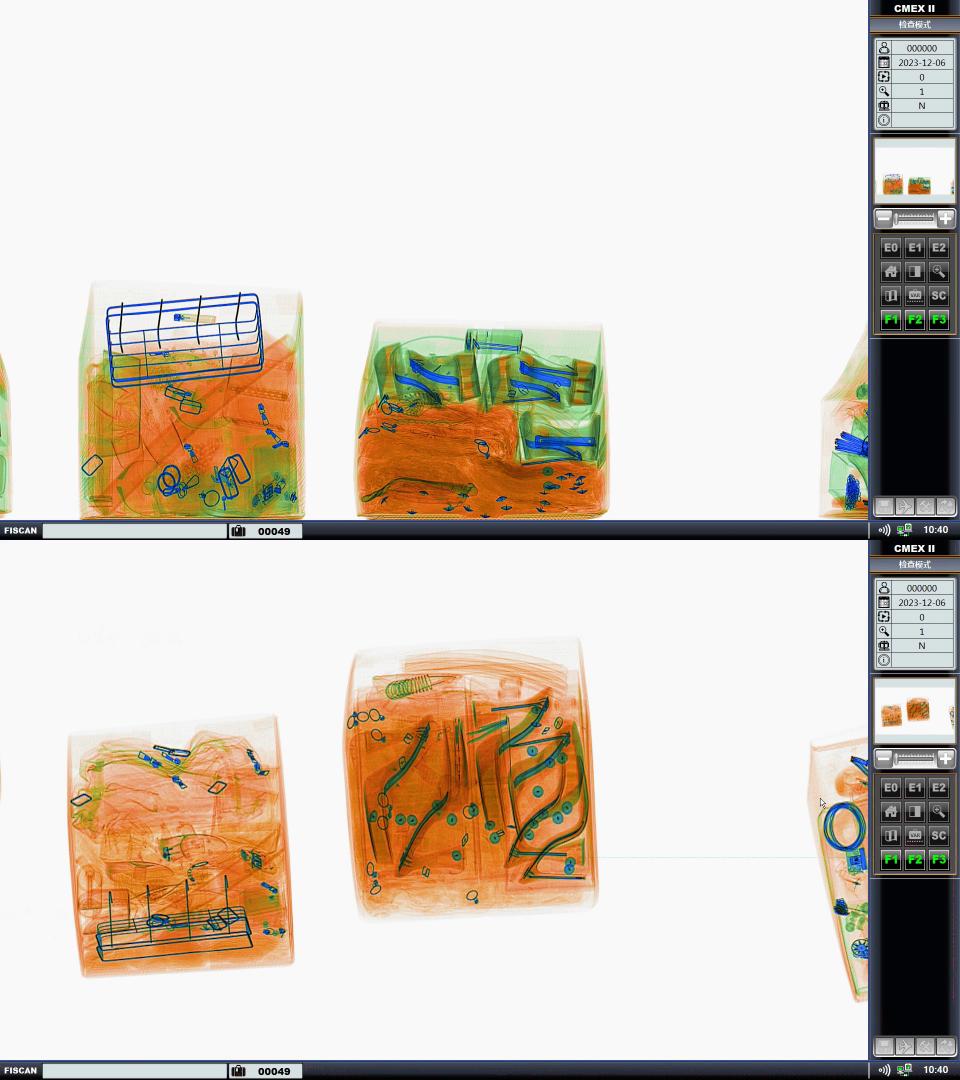 CMEX II
检查模式
000000
2023-12-06
0
1
N
E0 E1 E2
VAR SC
F1 F2 F3
FISCAN 00049 10:40
CMEX II
检查模式
000000
2023-12-06
0
1
N
E0 E1 E2
VAR SC
F1 F2 F3
FISCAN 00049 10:40